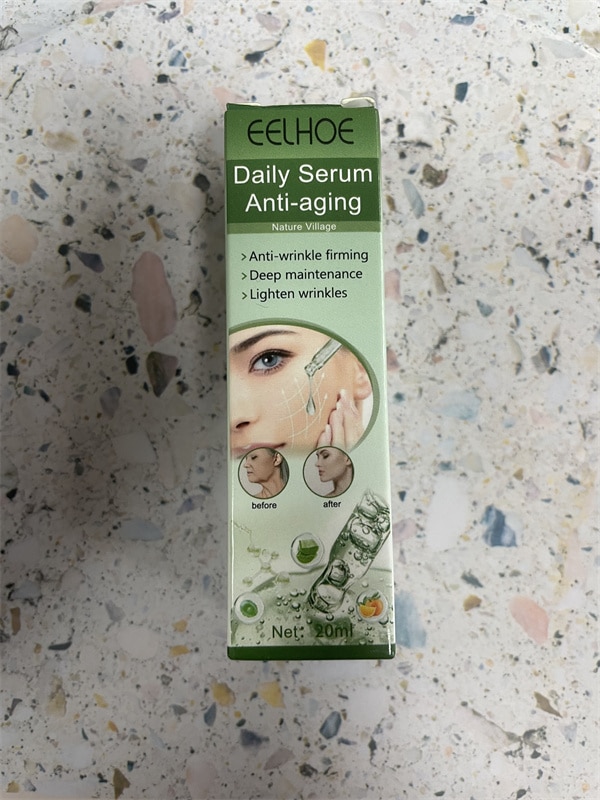 EELHOE
Daily Serum
Anti-aging
Nature Village
>Anti-wrinkle firming
>Deep maintenance
>Lighten wrinkles
before after
Net: 20ml